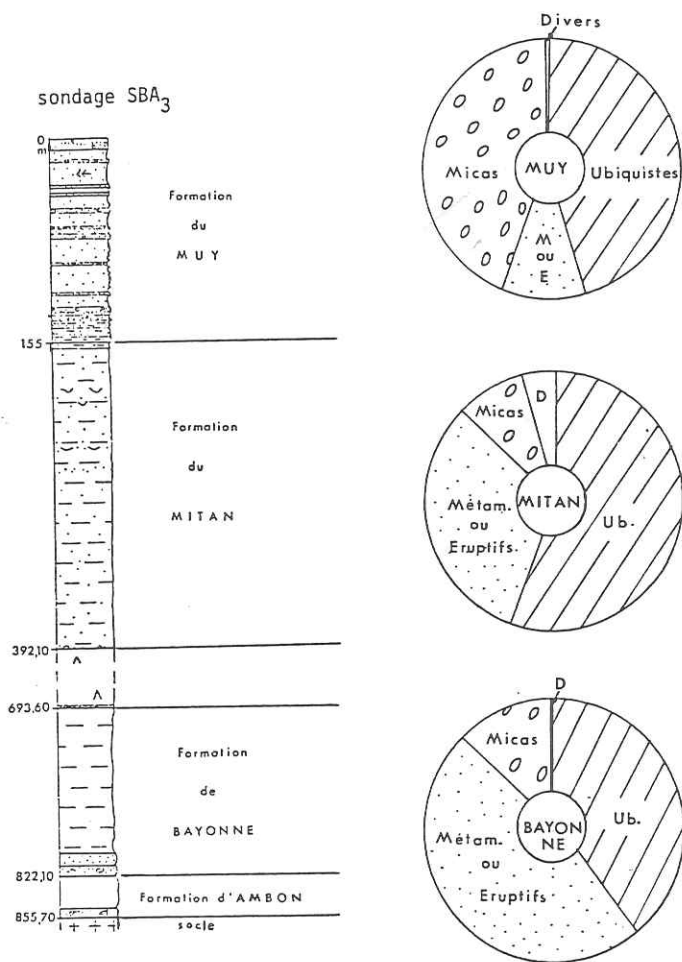 sondage SBA3
0
m
Formation
du
MUY
155
Formation
du
MITAN
392,10
693,60
Formation
de
BAYONNE
822,10
Formation d'AMBON
855,70
socle
Divers
Micas
MUY
Ubiquistes
M
ou
E
D
Micas
Métam.
ou
Eruptifs.
MITAN
Ub.
D
Micas
Ub.
BAYON
NE
Métam.
ou
Eruptifs